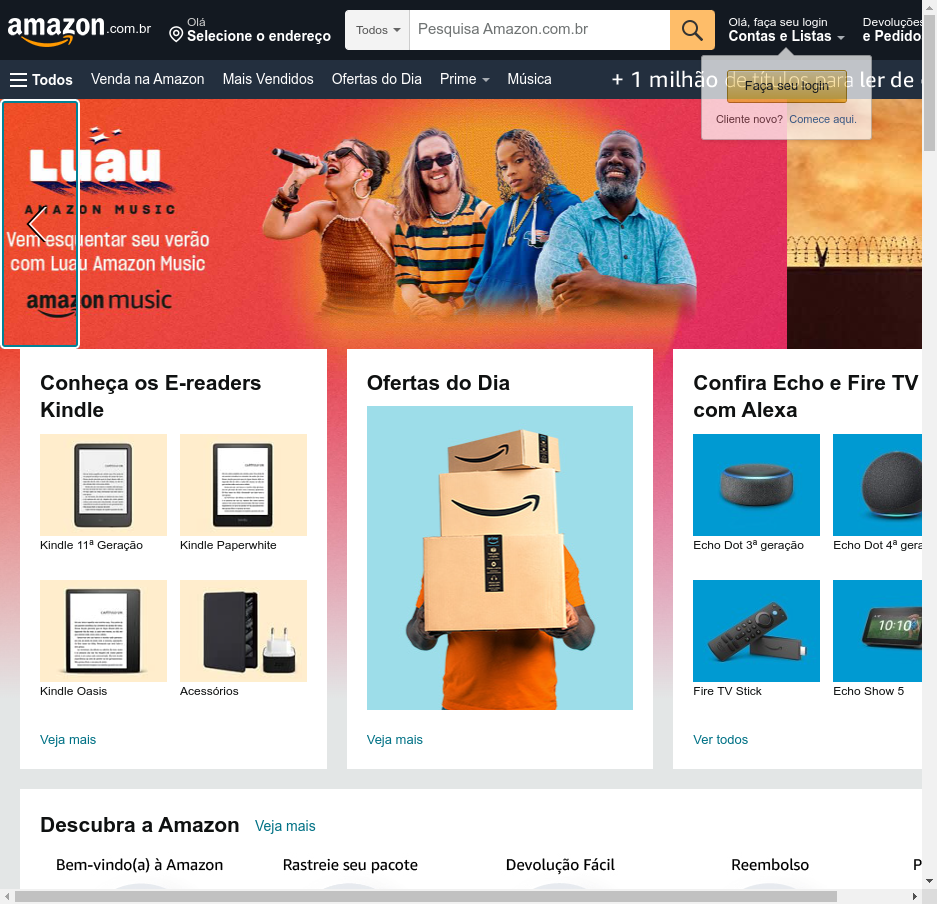 amazon.com.br
Olá
Selecione o endereço
Todos
Pesquisa Amazon.com.br
Olá, faça seu login
Contas e Listas
Devoluções
e Pedido
Todos
Venda na Amazon
Mais Vendidos
Ofertas do Dia
Prime
Música
+ 1 milhão de títulos para ler de
Faça seu login
Cliente novo? Comece aqui.
LUAU
AMAZON MUSIC
Vem esquentar seu verão
com Luau Amazon Music
amazon music
Conheça os E-readers
Kindle
Kindle 11ª Geração
Kindle Paperwhite
Kindle Oasis
Acessórios
Veja mais
Ofertas do Dia
Veja mais
Confira Echo e Fire TV
com Alexa
Echo Dot 3ª geração
Echo Dot 4ª gera
10:10
Fire TV Stick
Echo Show 5
Ver todos
Descubra a Amazon
Veja mais
Bem-vindo(a) à Amazon
Rastreie seu pacote
Devolução Fácil
Reembolso
P